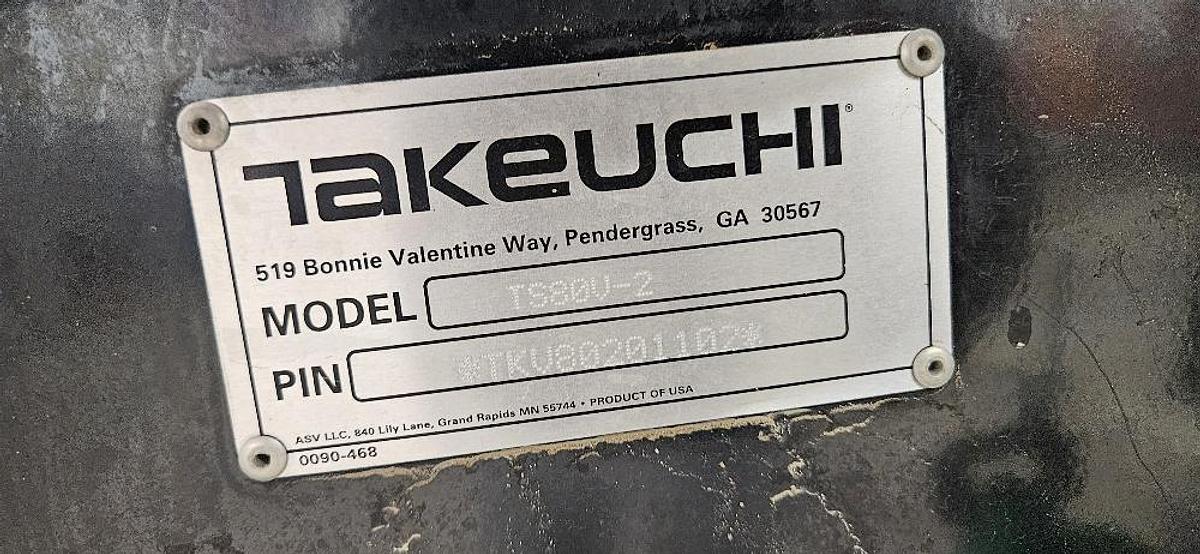 TAKEUCHI®
519 Bonnie Valentine Way, Pendergrass, GA 30567
MODEL TS80V-2
PIN *TKV80201102*
ASV LLC, 840 Lily Lane, Grand Rapids MN 55744 • PRODUCT OF USA
0090-468